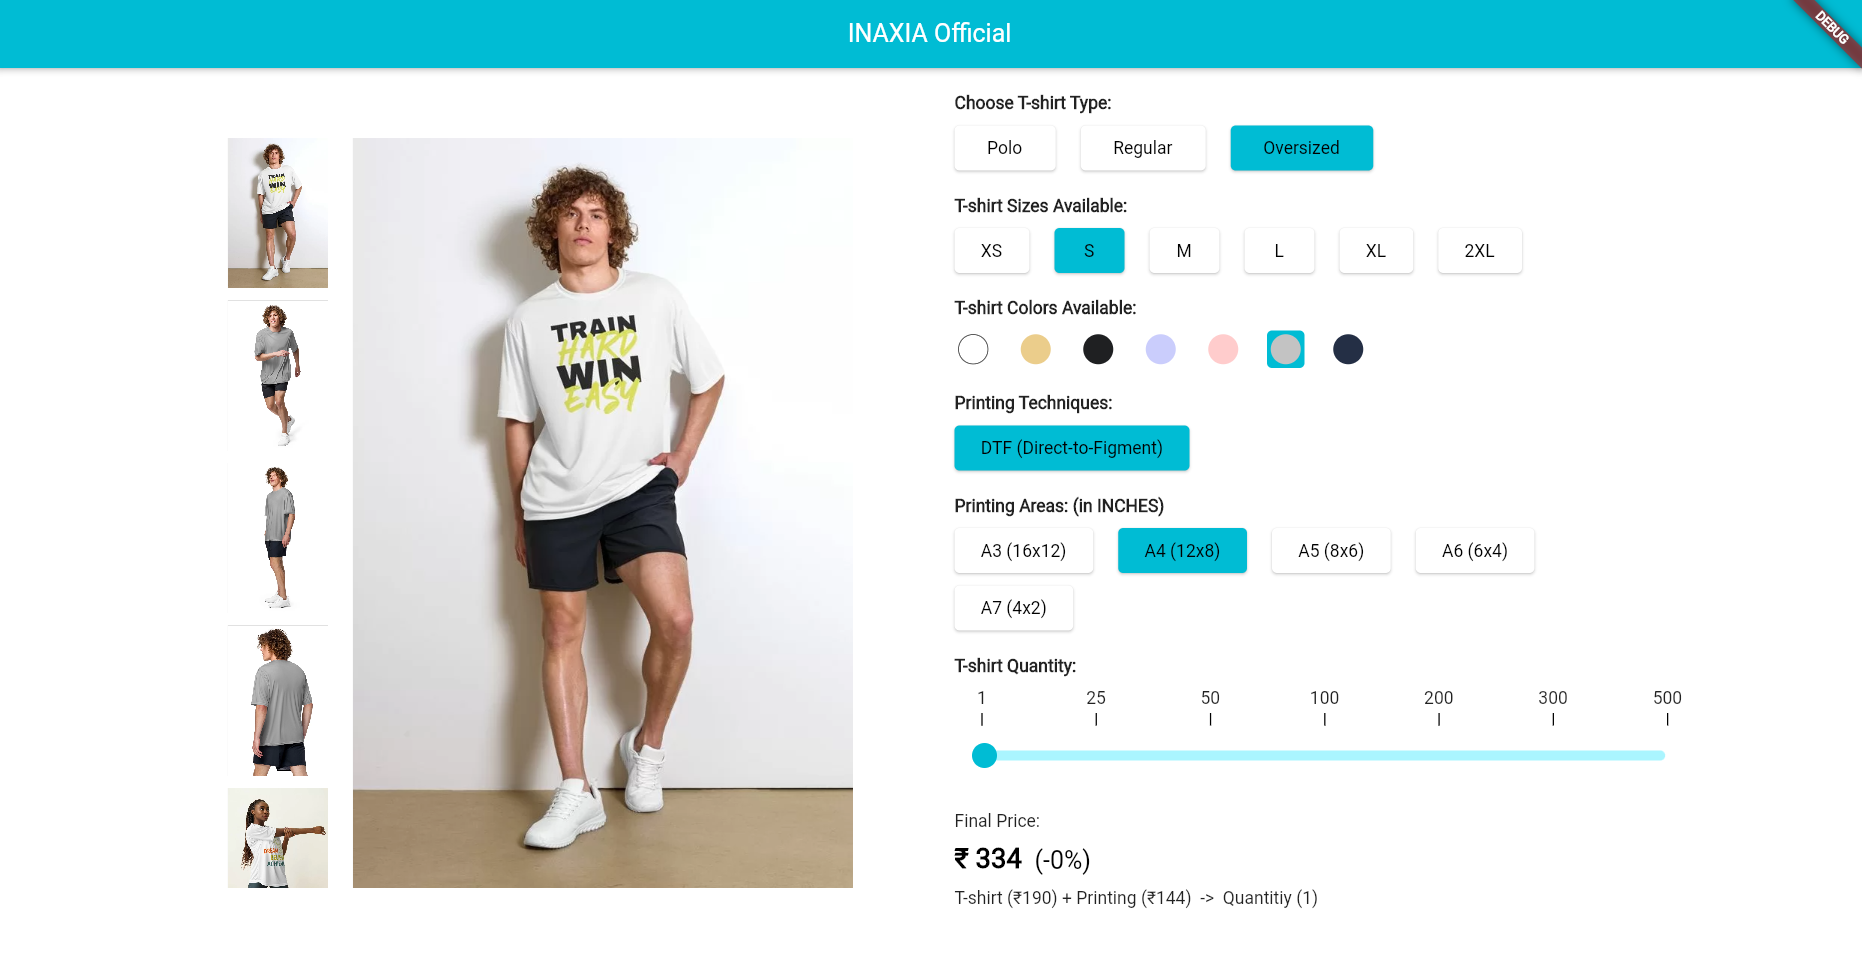 INAXIA Official
DEBUG
TRAIN
HARD
WIN
EASY
TRAIN
WIN
Choose T-shirt Type:
Polo Regular Oversized
T-shirt Sizes Available:
XS S M L XL 2XL
T-shirt Colors Available:
Printing Techniques:
DTF (Direct-to-Figment)
Printing Areas: (in INCHES)
A3 (16x12) A4 (12x8) A5 (8x6) A6 (6x4)
A7 (4x2)
T-shirt Quantity:
1 25 50 100 200 300 500
Final Price:
₹ 334 (-0%)
T-shirt (₹190) + Printing (₹144) -> Quantitiy (1)